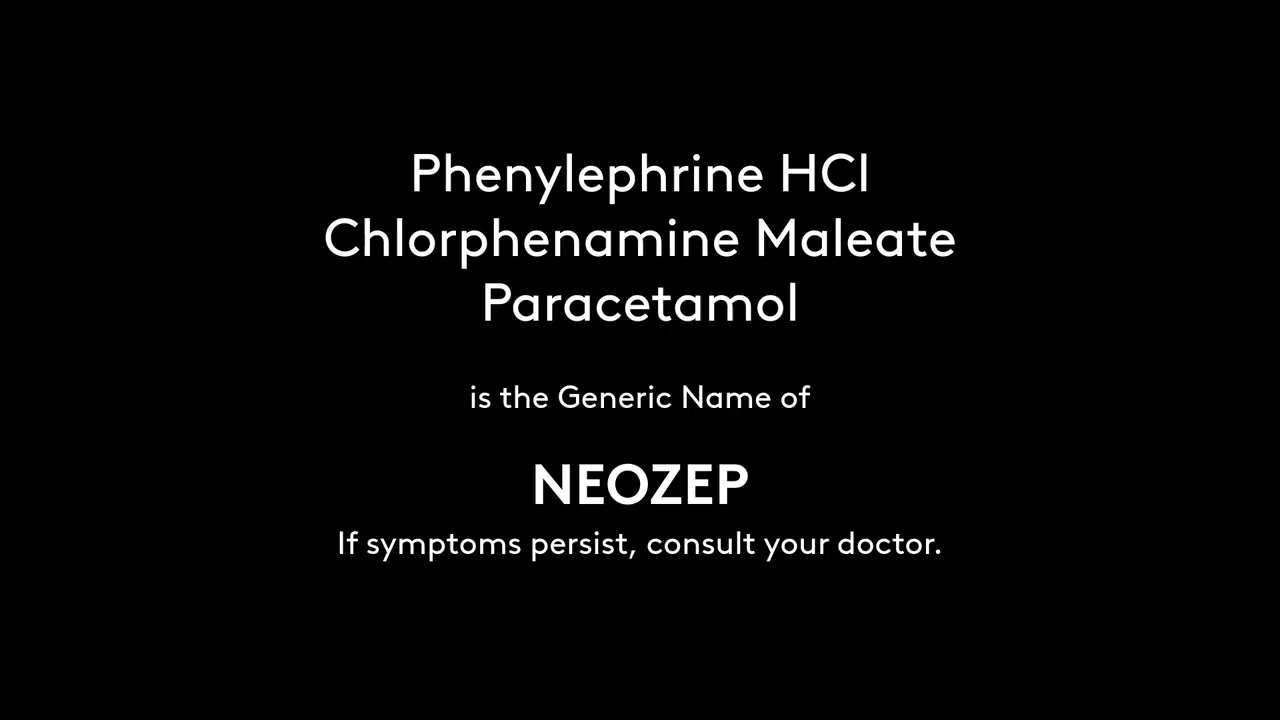 Phenylephrine HCl
Chlorphenamine Maleate
Paracetamol
is the Generic Name of
NEOZEP
If symptoms persist, consult your doctor.